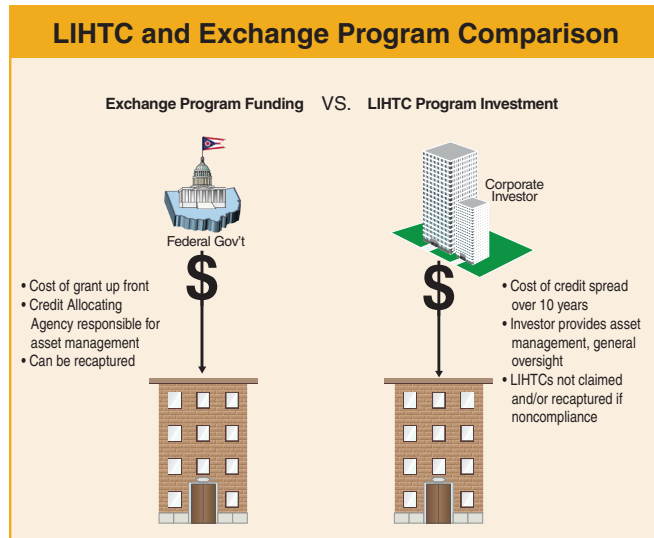 LIHTC and Exchange Program Comparison
Exchange Program Funding VS. LIHTC Program Investment
Federal Gov't
$
• Cost of grant up front
• Credit Allocating
Agency responsible for
asset management
• Can be recaptured
Corporate
Investor
$
• Cost of credit spread
over 10 years
• Investor provides asset
management, general
oversight
• LIHTCs not claimed
and/or recaptured if
noncompliance